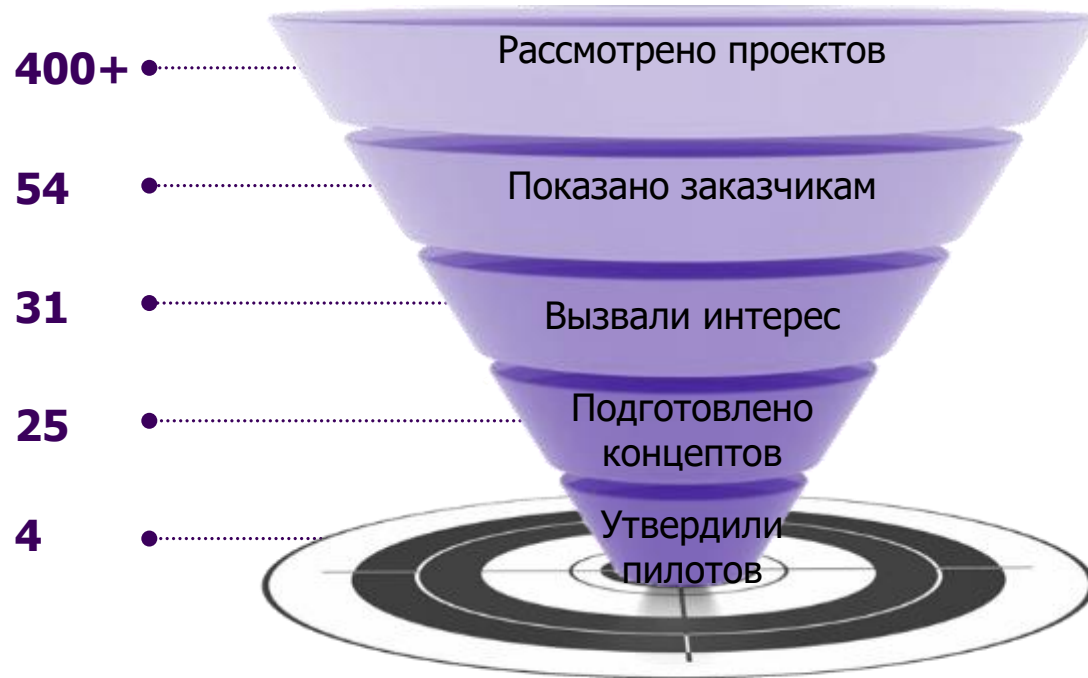 400+
Рассмотрено проектов
54
Показано заказчикам
31
Вызвали интерес
25
Подготовлено
концептов
4
Утвердили
пилотов